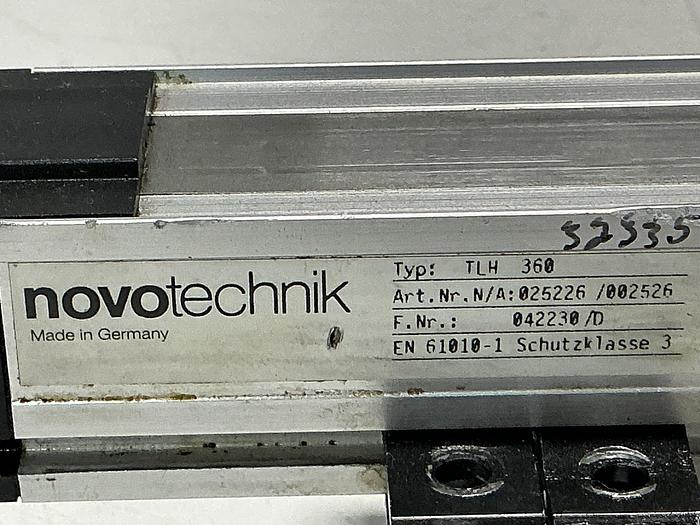 52535
novotechnik
Made in Germany
Typ: TLH 360
Art.Nr.N/A:025226 /002526
F.Nr.: 042230/D
EN 61010-1 Schutzklasse 3